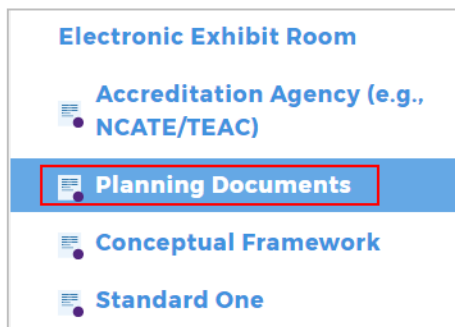 Electronic Exhibit Room
Accreditation Agency (e.g.,
NCATE/TEAC)
Planning Documents
Conceptual Framework
Standard One